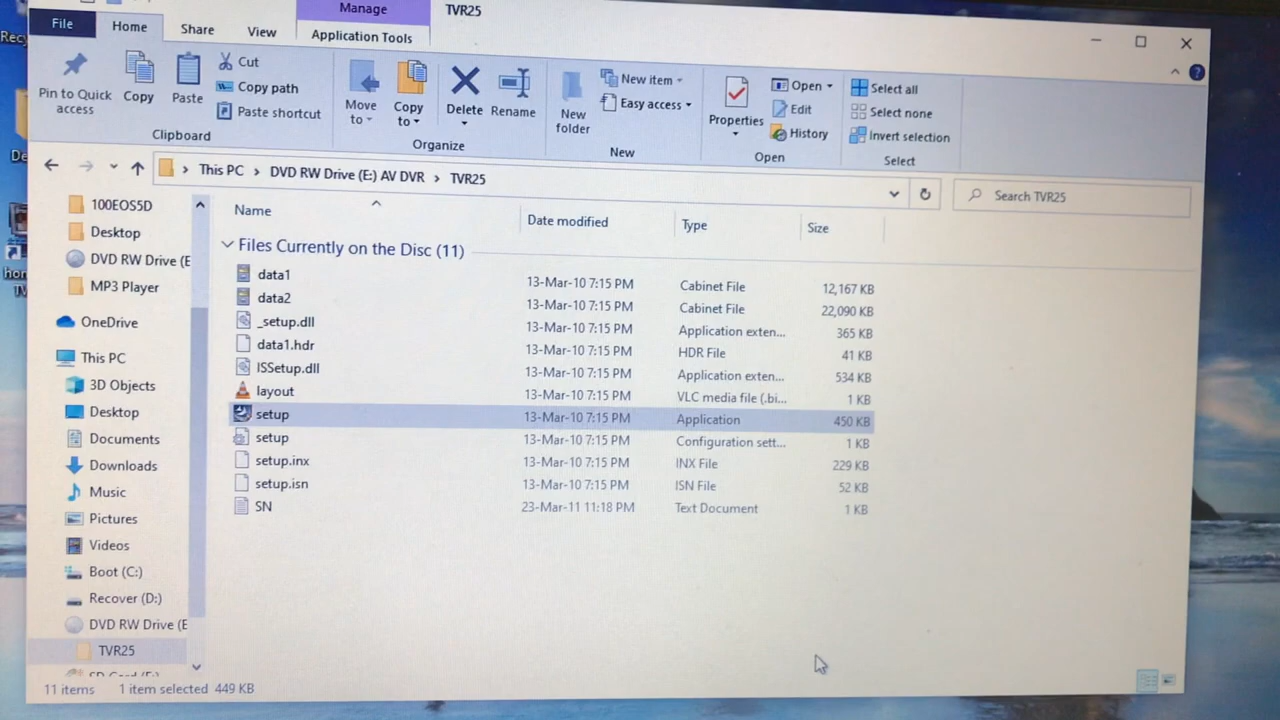 Manage
TVR25
File
Home
Share
View
Application Tools
Pin to Quick access
Copy
Paste
Cut
Copy path
Paste shortcut
Clipboard
Move to
Copy to
Delete
Rename
Organize
New folder
New item
Easy access
New
Properties
Open
Edit
History
Open
Select all
Select none
Invert selection
Select
This PC > DVD RW Drive (E:) AV DVR > TVR25
Search TVR25
100EOS5D
Desktop
DVD RW Drive (E
MP3 Player
OneDrive
This PC
3D Objects
Desktop
Documents
Downloads
Music
Pictures
Videos
Boot (C:)
Recover (D:)
DVD RW Drive (E
TVR25
Name Date modified Type Size
Files Currently on the Disc (11)
data1 13-Mar-10 7:15 PM Cabinet File 12,167 KB
data2 13-Mar-10 7:15 PM Cabinet File 22,090 KB
_setup.dll 13-Mar-10 7:15 PM Application exten... 365 KB
data1.hdr 13-Mar-10 7:15 PM HDR File 41 KB
ISSetup.dll 13-Mar-10 7:15 PM Application exten... 534 KB
layout 13-Mar-10 7:15 PM VLC media file (.bi... 1 KB
setup 13-Mar-10 7:15 PM Application 450 KB
setup 13-Mar-10 7:15 PM Configuration sett... 1 KB
setup.inx 13-Mar-10 7:15 PM INX File 229 KB
setup.isn 13-Mar-10 7:15 PM ISN File 52 KB
SN 23-Mar-11 11:18 PM Text Document 1 KB
11 items 1 item selected 449 KB